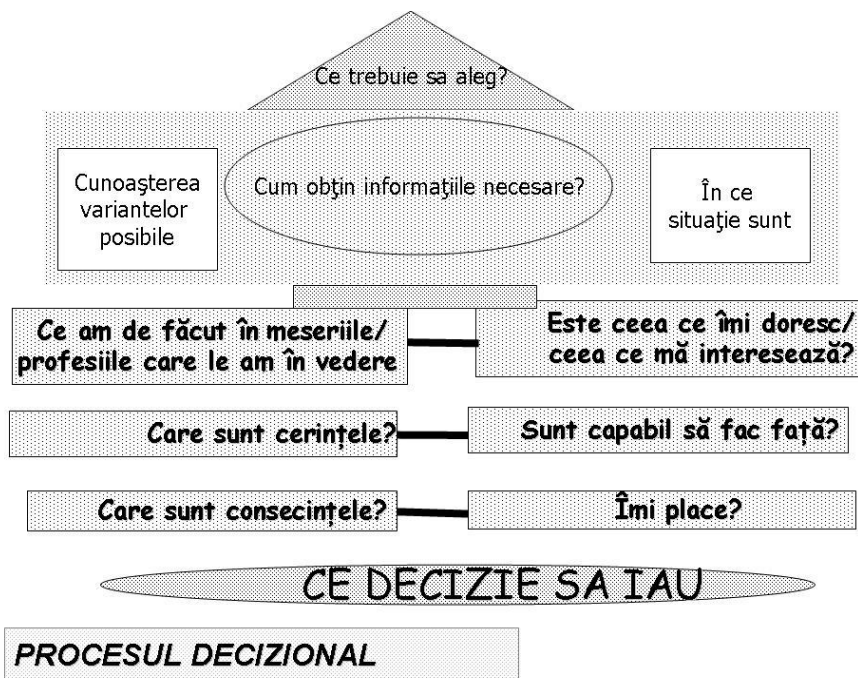 Ce trebuie sa aleg?
Cunoaşterea
variantelor
posibile
Cum obţin informaţiile necesare?
În ce
situaţie sunt
Ce am de făcut în meseriile/
profesiile care le am în vedere
Este ceea ce îmi doresc/
ceea ce mă interesează?
Care sunt cerinţele?
Sunt capabil să fac faţă?
Care sunt consecinţele?
Îmi place?
CE DECIZIE SA IAU
PROCESUL DECIZIONAL